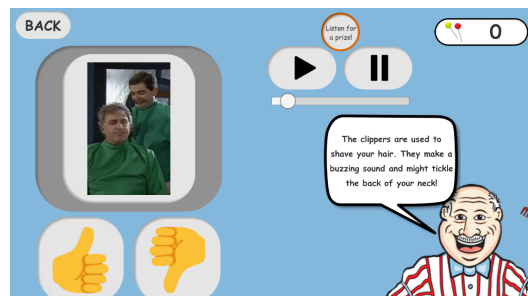 BACK
Listen for
a prize!
0
The clippers are used to
shave your hair. They make a
buzzing sound and might tickle
the back of your neck!